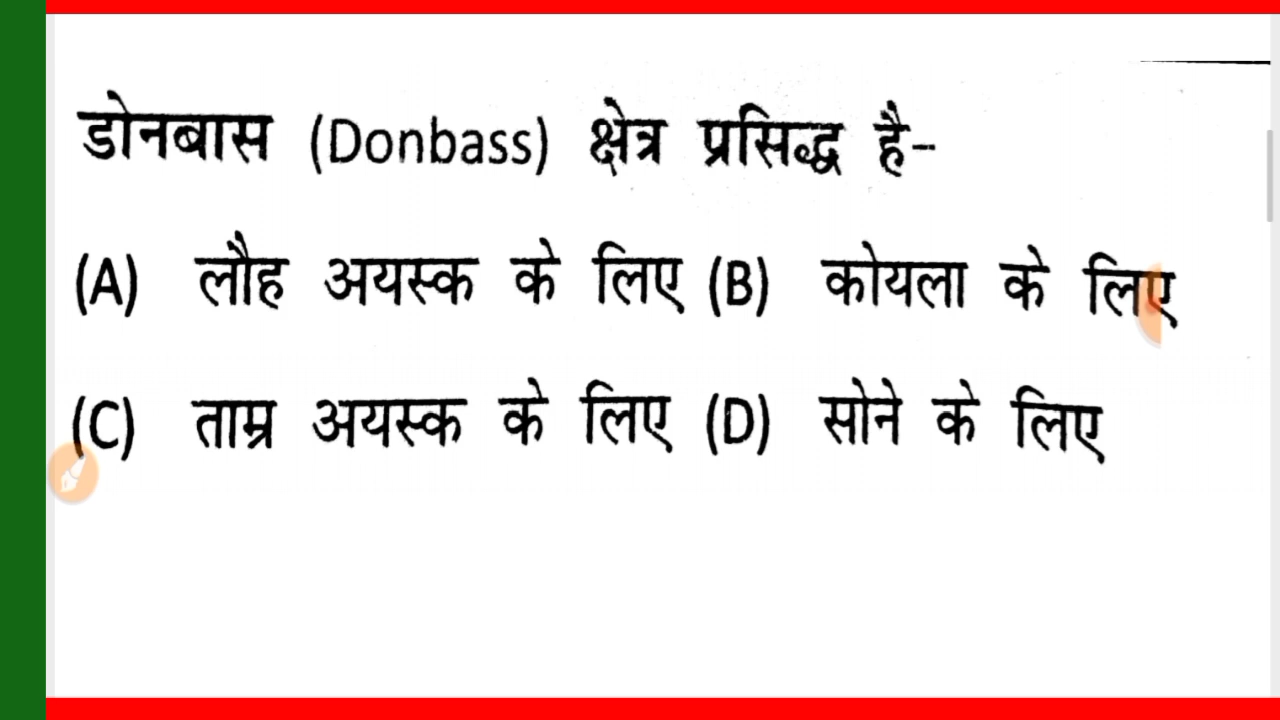 डोनबास (Donbass) क्षेत्र प्रसिद्ध है-
(A) लौह अयस्क के लिए (B) कोयला के लिए
(C) ताम्र अयस्क के लिए (D) सोने के लिए